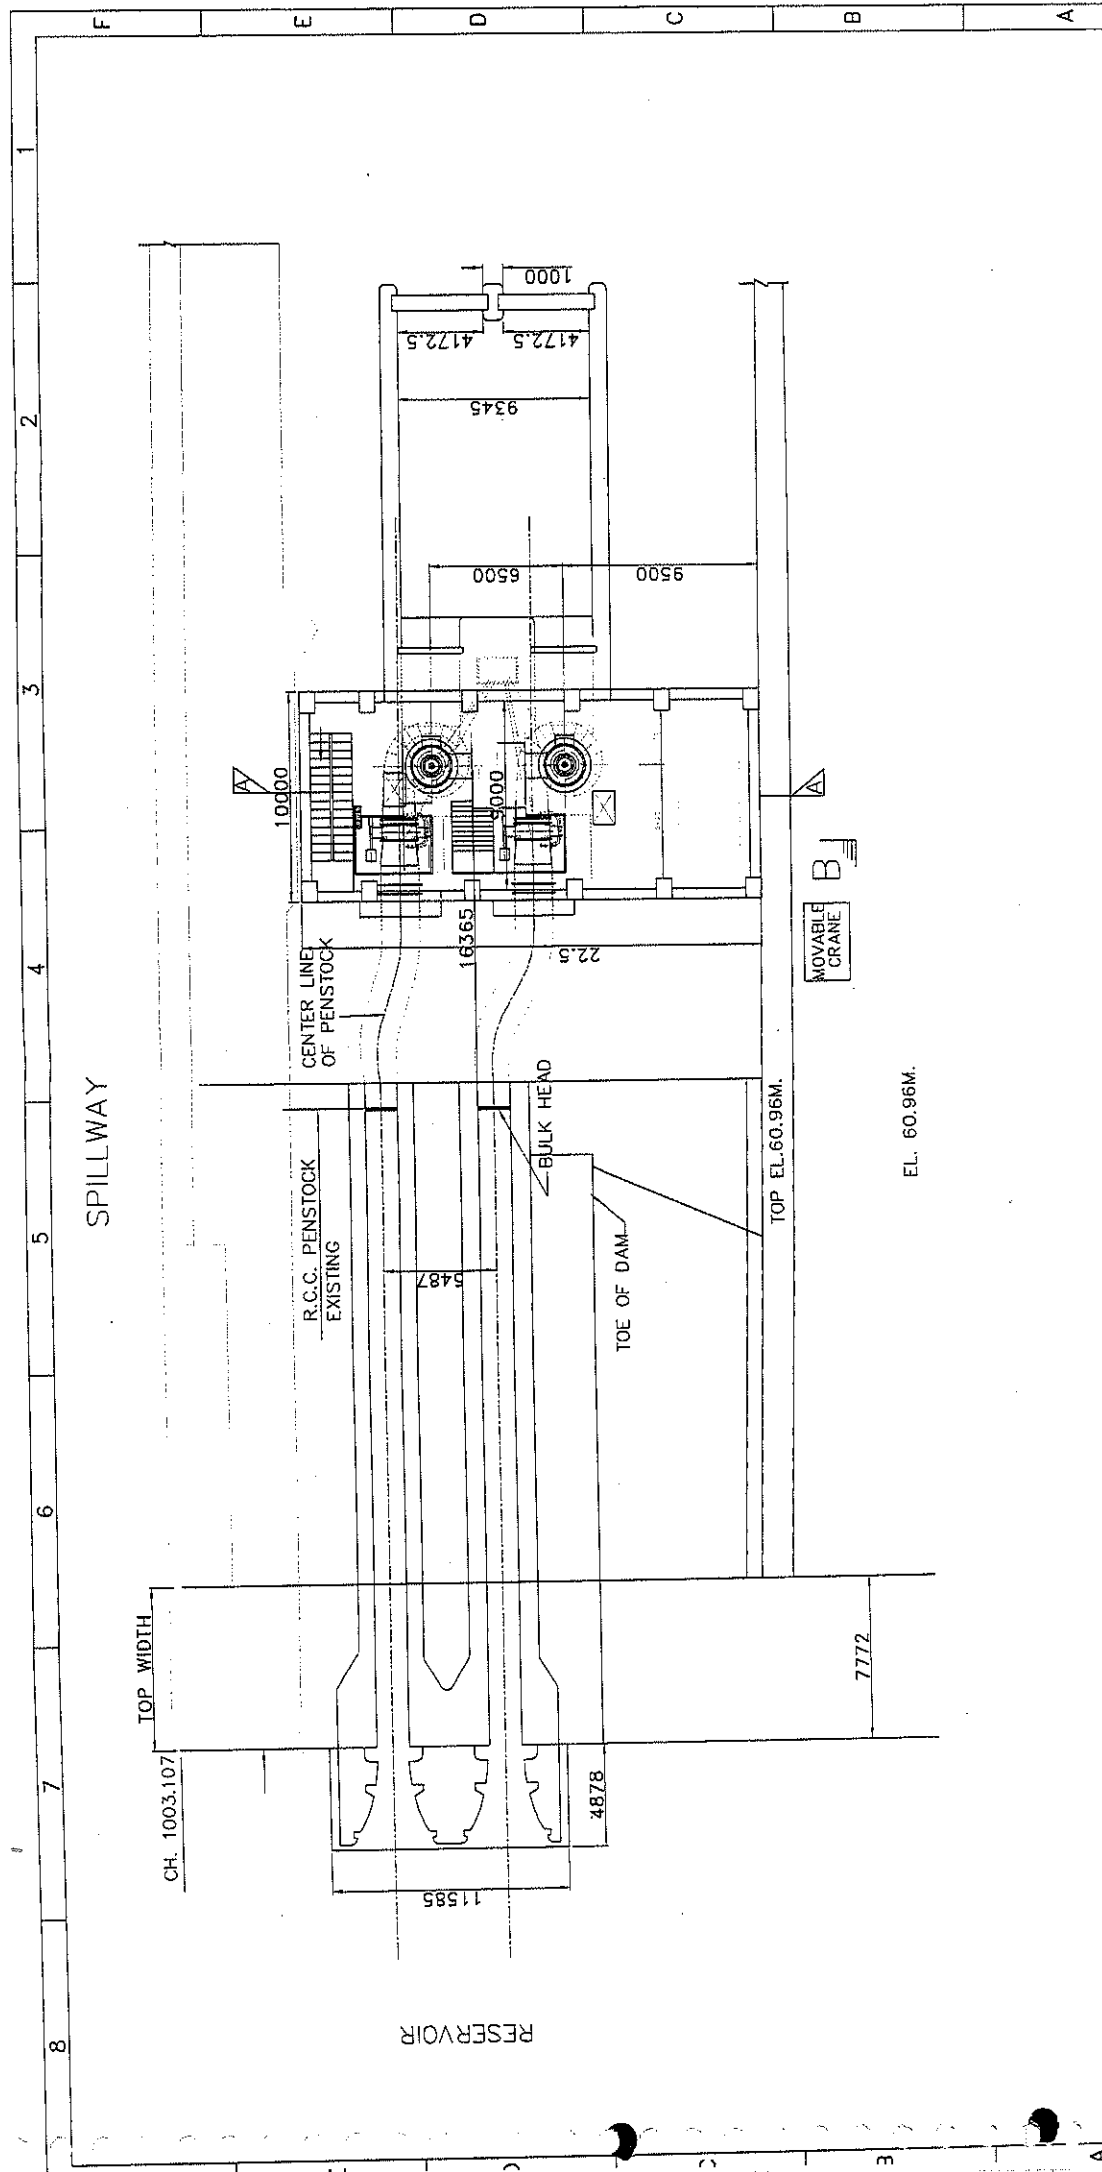 F
E
D
C
B
A
1
2
3
4
5
6
7
8
SPILLWAY
1000
4172.5
4172.5
9345
6500
9500
A
A
10000
9000
16365
22.5
CENTER LINE
OF PENSTOCK
B
MOVABLE
CRANE
R.C.C. PENSTOCK
EXISTING
BULK HEAD
5487
TOE OF DAM
TOP EL.60.96M.
EL. 60.96M.
TOP WIDTH
7772
CH. 1003.107
4878
11585
RESERVOIR